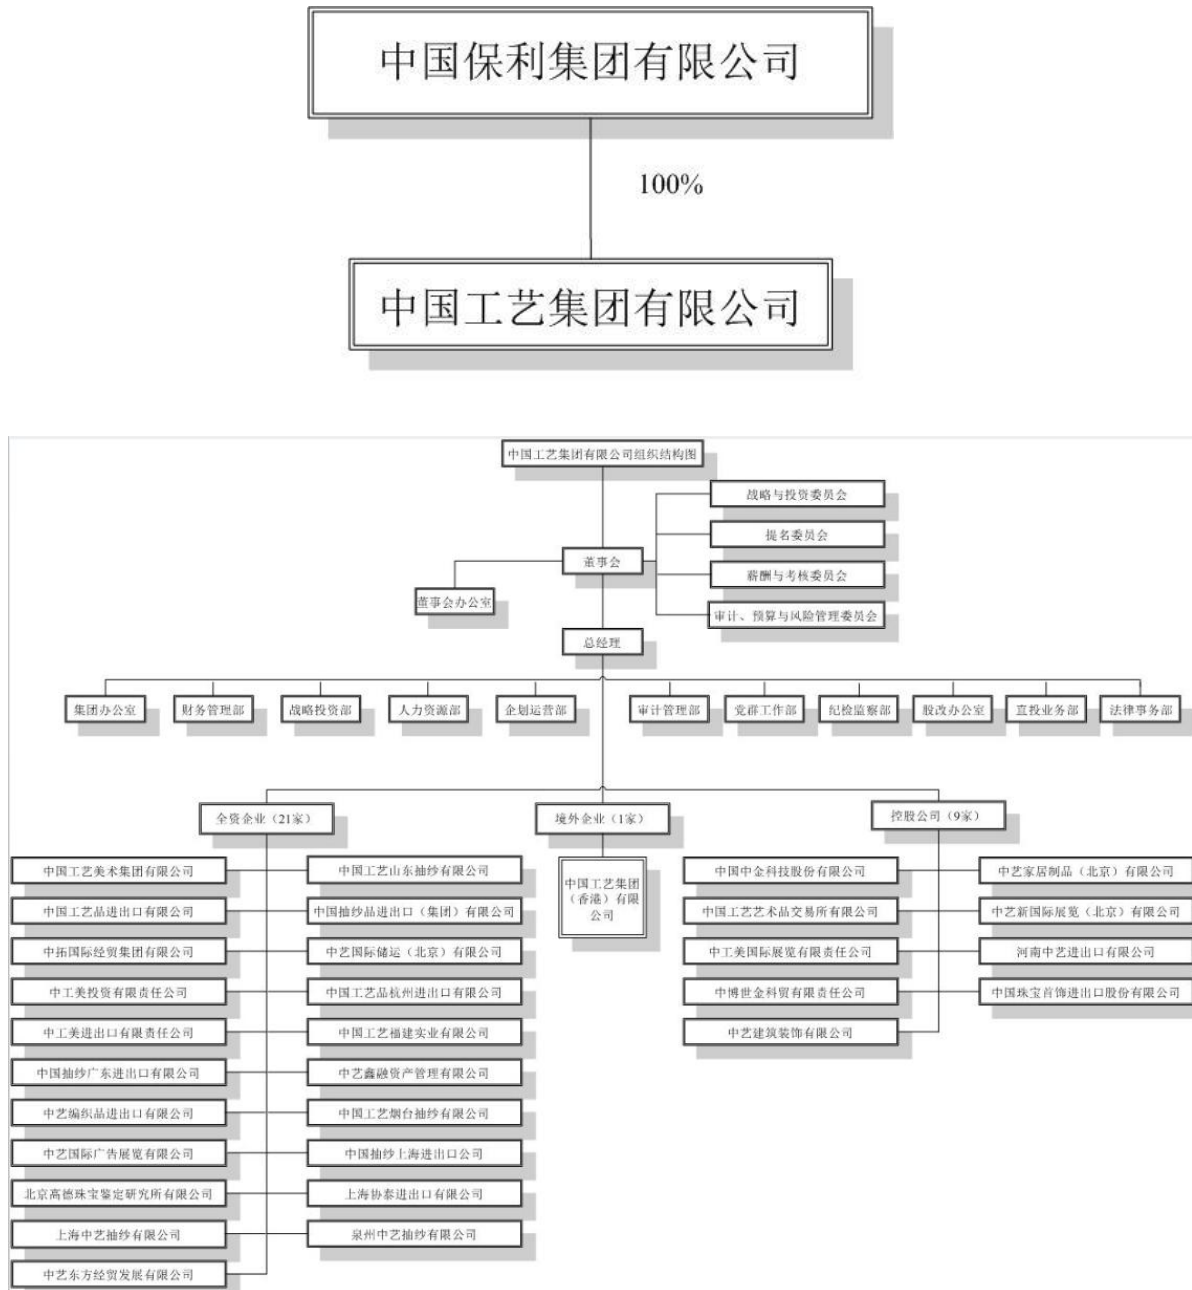 中国保利集团有限公司
100%
中国工艺集团有限公司
中国工艺集团有限公司组织结构图
战略与投资委员会
提名委员会
董事会
薪酬与考核委员会
董事会办公室
审计、预算与风险管理委员会
总经理
集团办公室
财务管理部
战略投资部
人力资源部
企划运营部
审计管理部
党群工作部
纪检监察部
股改办公室
直投业务部
法律事务部
全资企业（21家）
境外企业（1家）
控股公司（9家）
中国工艺美术集团有限公司
中国工艺山东抽纱有限公司
中国工艺品进出口有限公司
中国抽纱品进出口（集团）有限公司
中拓国际经贸集团有限公司
中艺国际储运（北京）有限公司
中工美投资有限责任公司
中国工艺品杭州进出口有限公司
中工美进出口有限责任公司
中国工艺福建实业有限公司
中国抽纱广东进出口有限公司
中艺鑫融资产管理有限公司
中艺编织品进出口有限公司
中国工艺烟台抽纱有限公司
中艺国际广告展览有限公司
中国抽纱上海进出口公司
北京高德珠宝鉴定研究所有限公司
上海协泰进出口有限公司
上海中艺抽纱有限公司
泉州中艺抽纱有限公司
中艺东方经贸发展有限公司
中国工艺集团
（香港）有限
公司
中国中金科技股份有限公司
中艺家居制品（北京）有限公司
中国工艺艺术品交易所有限公司
中艺新国际展览（北京）有限公司
中工美国际展览有限责任公司
河南中艺进出口有限公司
中博世金科贸有限责任公司
中国珠宝首饰进出口股份有限公司
中艺建筑装饰有限公司